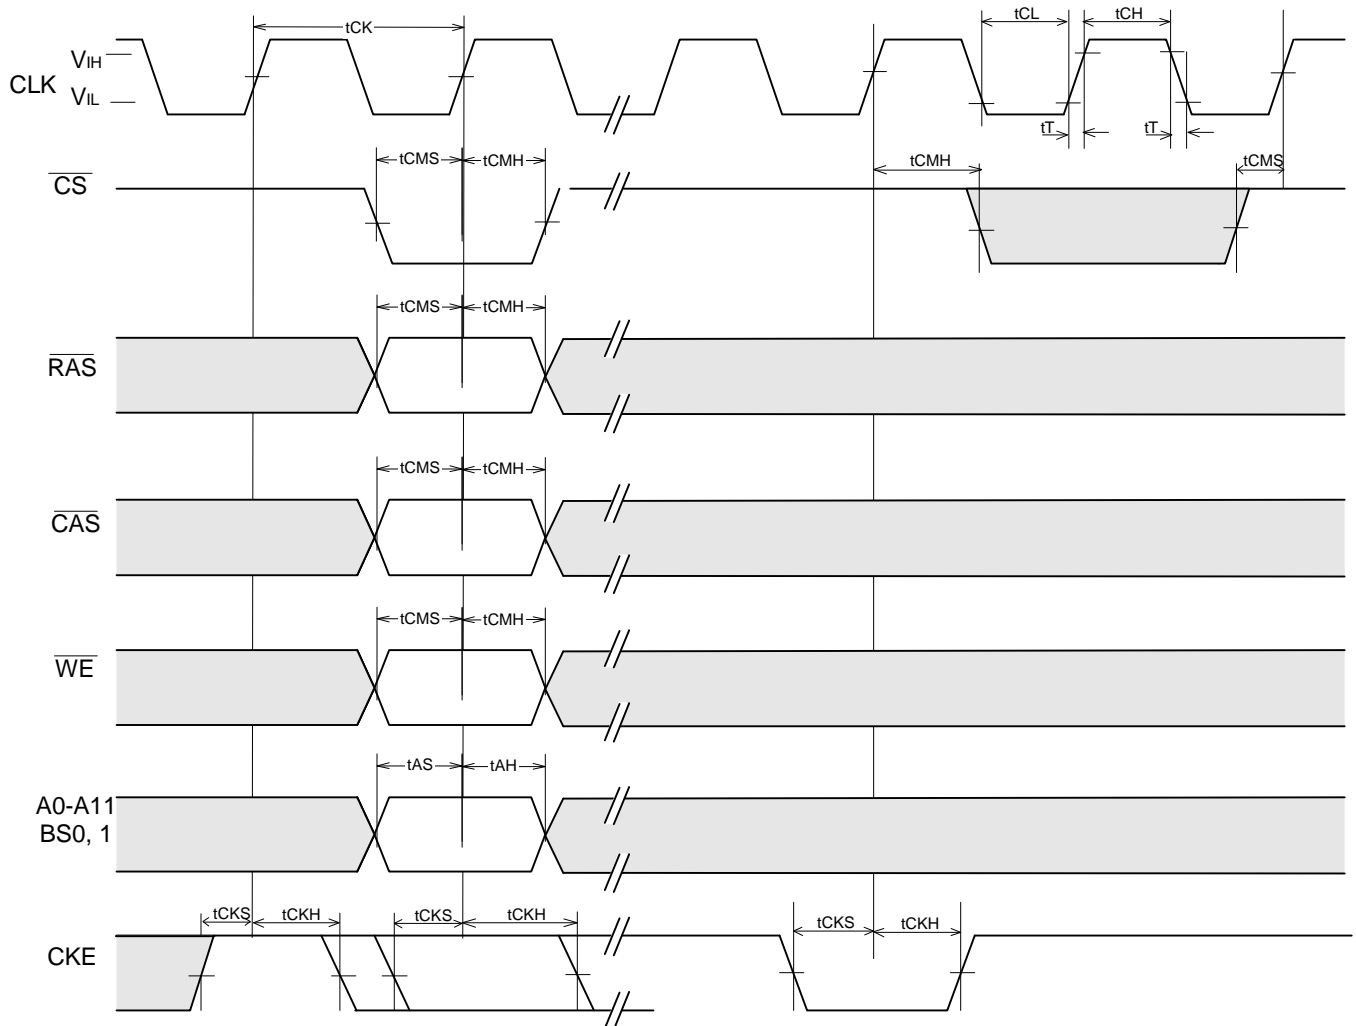 tCK
tCL
tCH
VIH
CLK
VIL
tT
tT
tCMS
tCMH
tCMH
tCMS
CS
tCMS
tCMH
RAS
tCMS
tCMH
CAS
tCMS
tCMH
WE
tAS
tAH
A0-A11
BS0, 1
tCKS
tCKH
tCKS
tCKH
tCKS
tCKH
CKE